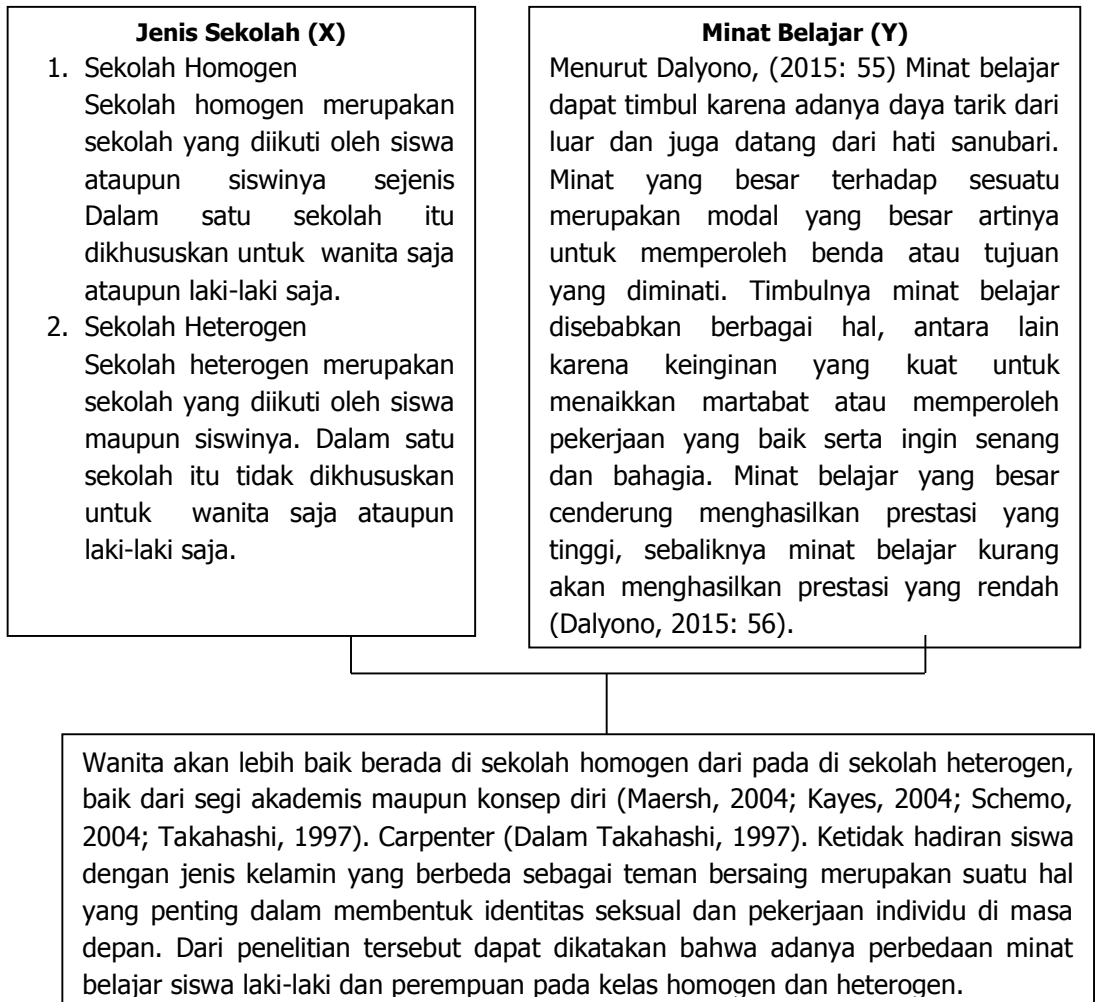 Jenis Sekolah (X)
1. Sekolah Homogen
Sekolah homogen merupakan
sekolah yang diikuti oleh siswa
ataupun siswinya sejenis
Dalam satu sekolah itu
dikhususkan untuk wanita saja
ataupun laki-laki saja.
2. Sekolah Heterogen
Sekolah heterogen merupakan
sekolah yang diikuti oleh siswa
maupun siswinya. Dalam satu
sekolah itu tidak dikhususkan
untuk wanita saja ataupun
laki-laki saja.
Minat Belajar (Y)
Menurut Dalyono, (2015: 55) Minat belajar
dapat timbul karena adanya daya tarik dari
luar dan juga datang dari hati sanubari.
Minat yang besar terhadap sesuatu
merupakan modal yang besar artinya
untuk memperoleh benda atau tujuan
yang diminati. Timbulnya minat belajar
disebabkan berbagai hal, antara lain
karena keinginan yang kuat untuk
menaikkan martabat atau memperoleh
pekerjaan yang baik serta ingin senang
dan bahagia. Minat belajar yang besar
cenderung menghasilkan prestasi yang
tinggi, sebaliknya minat belajar kurang
akan menghasilkan prestasi yang rendah
(Dalyono, 2015: 56).
Wanita akan lebih baik berada di sekolah homogen dari pada di sekolah heterogen,
baik dari segi akademis maupun konsep diri (Maersh, 2004; Kayes, 2004; Schemo,
2004; Takahashi, 1997). Carpenter (Dalam Takahashi, 1997). Ketidak hadiran siswa
dengan jenis kelamin yang berbeda sebagai teman bersaing merupakan suatu hal
yang penting dalam membentuk identitas seksual dan pekerjaan individu di masa
depan. Dari penelitian tersebut dapat dikatakan bahwa adanya perbedaan minat
belajar siswa laki-laki dan perempuan pada kelas homogen dan heterogen.